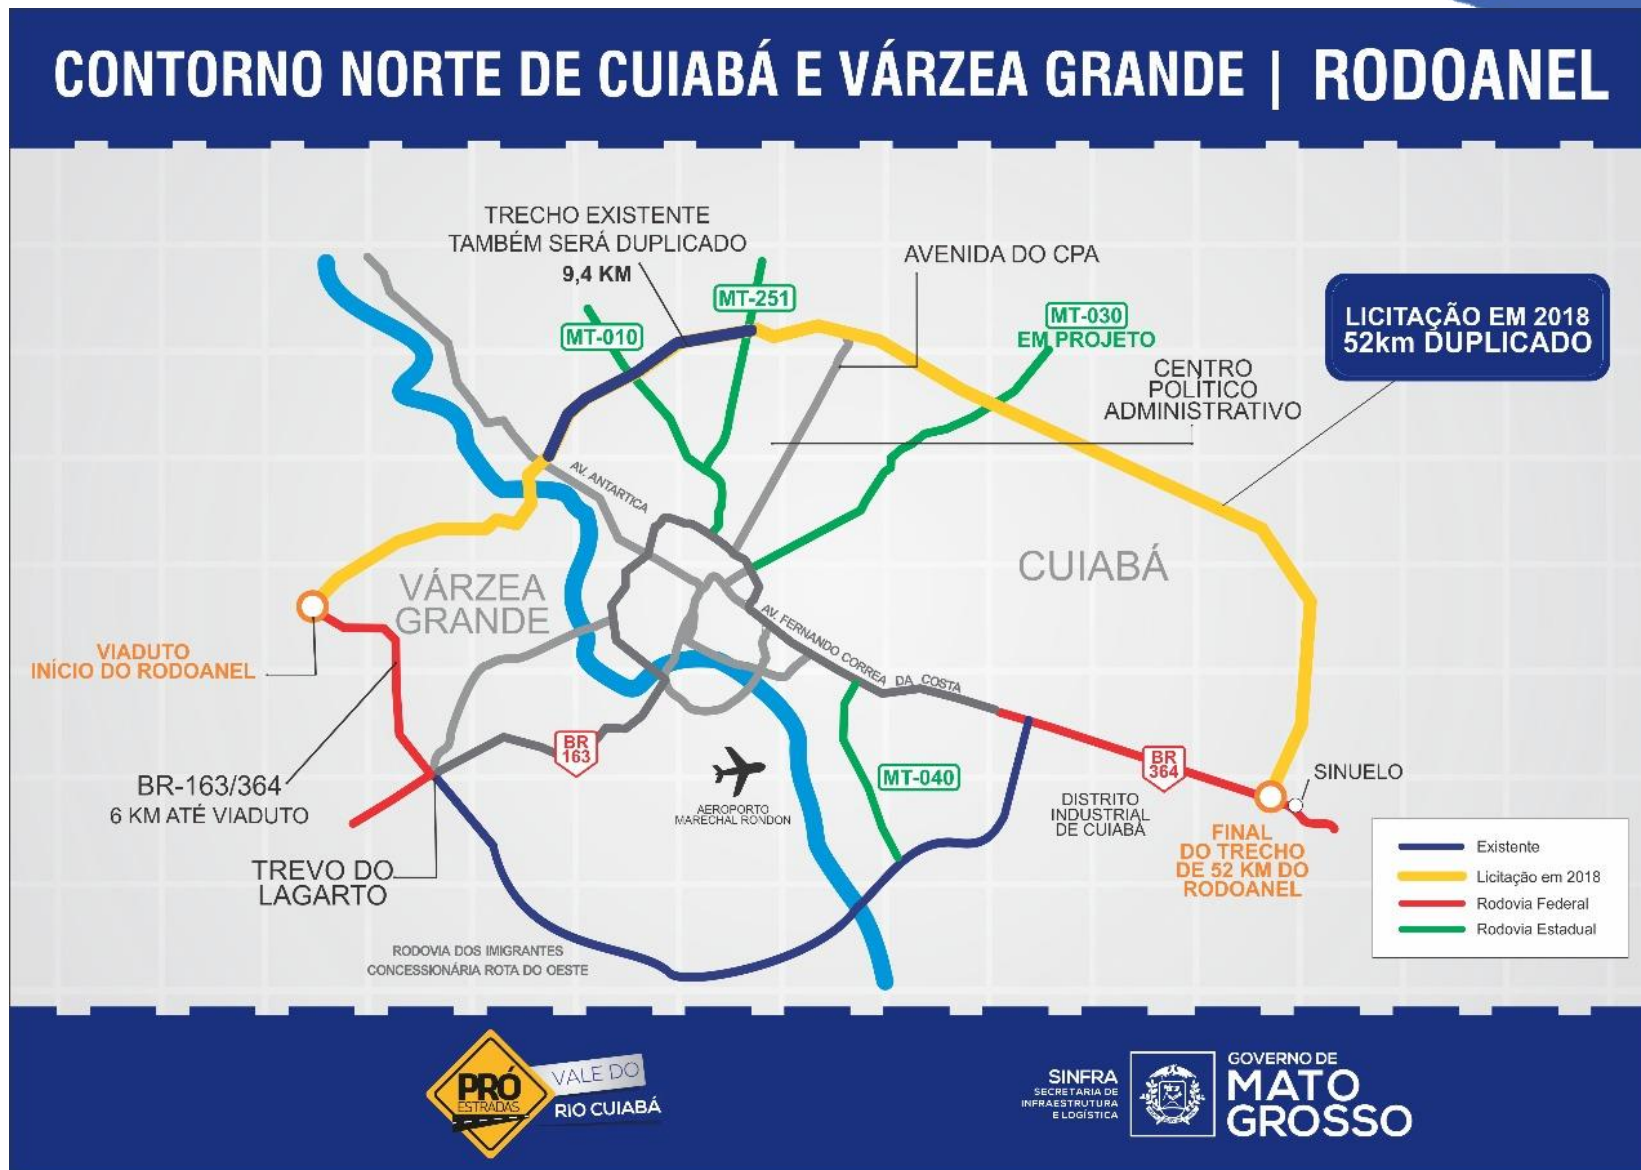 CONTORNO NORTE DE CUIABÁ E VÁRZEA GRANDE | RODOANEL
TRECHO EXISTENTE
TAMBÉM SERÁ DUPLICADO
9,4 KM
MT-251
MT-010
AVENIDA DO CPA
MT-030
EM PROJETO
CENTRO
POLÍTICO
ADMINISTRATIVO
LICITAÇÃO EM 2018
52km DUPLICADO
AV. ANTARTICA
VÁRZEA
GRANDE
CUIABÁ
AV. FERNANDO CORREA DA COSTA
VIADUTO
INÍCIO DO RODOANEL
BR-163/364
6 KM ATÉ VIADUTO
BR
163
TREVO DO
LAGARTO
AEROPORTO
MARECHAL RONDON
MT-040
BR
364
DISTRITO
INDUSTRIAL
DE CUIABÁ
SINUELO
FINAL
DO TRECHO
DE 52 KM DO
RODOANEL
RODOVIA DOS IMIGRANTES
CONCESSIONÁRIA ROTA DO OESTE
Existente
Licitação em 2018
Rodovia Federal
Rodovia Estadual
PRÓ
ESTRADAS
VALE DO
RIO CUIABÁ
SINFRA
SECRETARIA DE
INFRAESTRUTURA
E LOGÍSTICA
GOVERNO DE
MATO
GROSSO